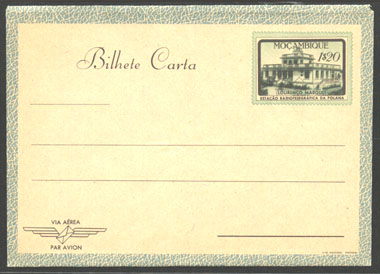 MOÇAMBIQUE
Bilhete Carta
1$20
LOURENÇO MARQUES
ESTAÇÃO RADIOTELEGRÁFICA DA POLANA
VIA AÉREA
PAR AVION